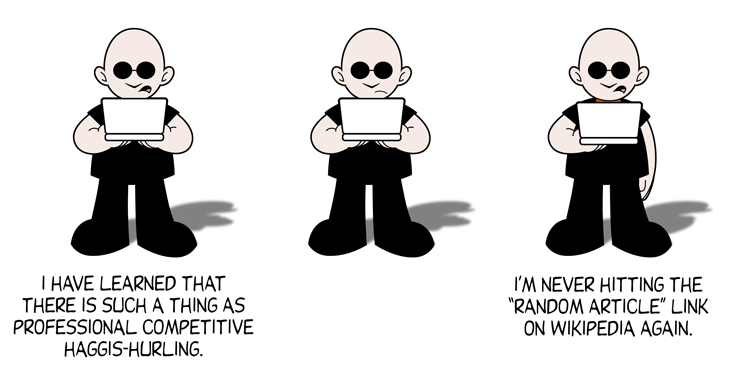 I HAVE LEARNED THAT
THERE IS SUCH A THING AS
PROFESSIONAL COMPETITIVE
HAGGIS-HURLING.
I'M NEVER HITTING THE
"RANDOM ARTICLE" LINK
ON WIKIPEDIA AGAIN.